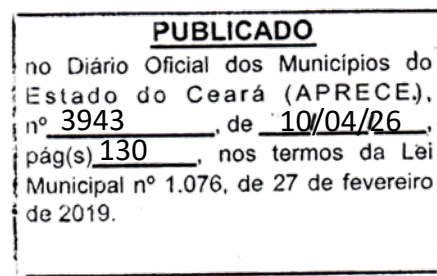 PUBLICADO
no Diário Oficial dos Municípios do
Estado do Ceará (APRECE),
nº 3943, de 10/04/26,
pág(s) 130, nos termos da Lei
Municipal nº 1.076, de 27 de fevereiro
de 2019.